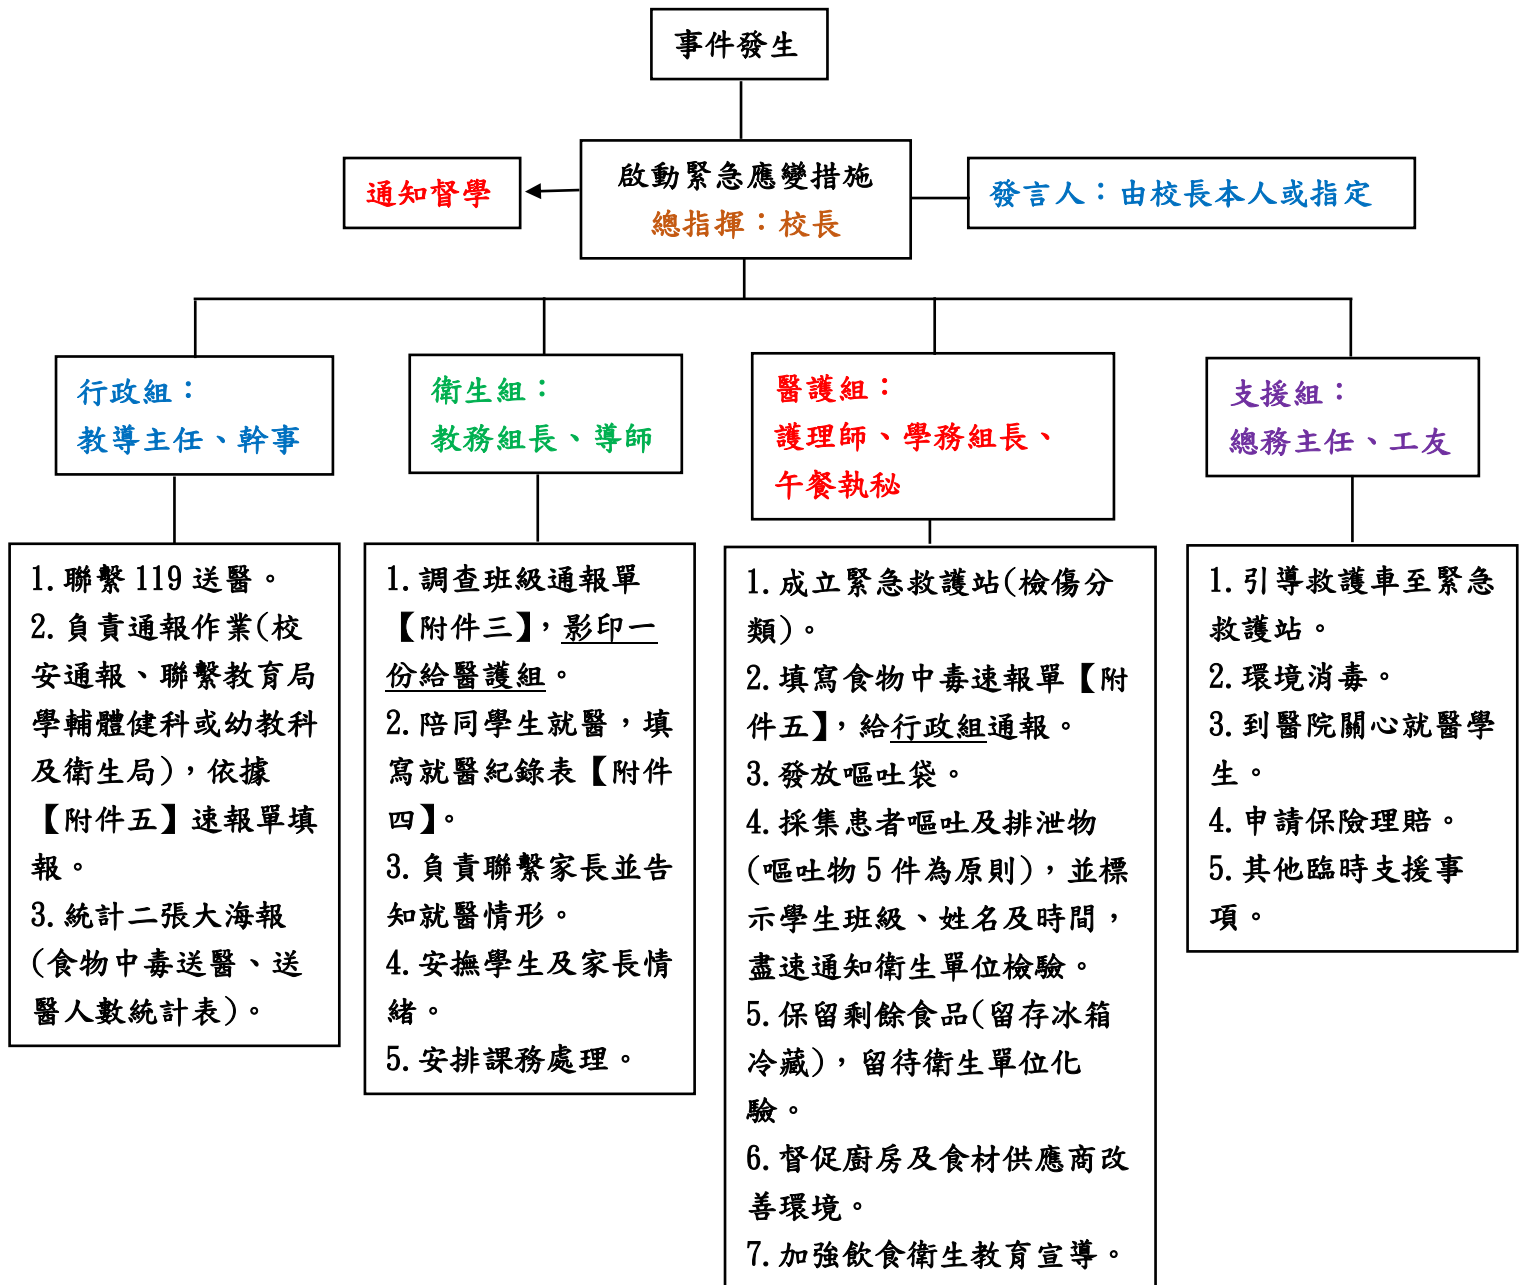 事件發生
啟動緊急應變措施
總指揮：校長
通知督學
發言人：由校長本人或指定
行政組：
教導主任、幹事
1.聯繫 119 送醫。
2.負責通報作業(校
安通報、聯繫教育局
學輔體健科或幼教科
及衛生局)，依據
【附件五】速報單填
報。
3.統計二張大海報
(食物中毒送醫、送
醫人數統計表)。
衛生組：
教務組長、導師
1.調查班級通報單
【附件三】，影印一
份給醫護組。
2.陪同學生就醫，填
寫就醫紀錄表【附件
四】。
3.負責聯繫家長並告
知就醫情形。
4.安撫學生及家長情
緒。
5.安排課務處理。
醫護組：
護理師、學務組長、
午餐執秘
1.成立緊急救護站(檢傷分
類)。
2.填寫食物中毒速報單【附
件五】，給行政組通報。
3.發放嘔吐袋。
4.採集患者嘔吐及排泄物
(嘔吐物 5 件為原則)，並標
示學生班級、姓名及時間，
盡速通知衛生單位檢驗。
5.保留剩餘食品(留存冰箱
冷藏)，留待衛生單位化
驗。
6.督促廚房及食材供應商改
善環境。
7.加強飲食衛生教育宣導。
支援組：
總務主任、工友
1.引導救護車至緊急
救護站。
2.環境消毒。
3.到醫院關心就醫學
生。
4.申請保險理賠。
5.其他臨時支援事
項。